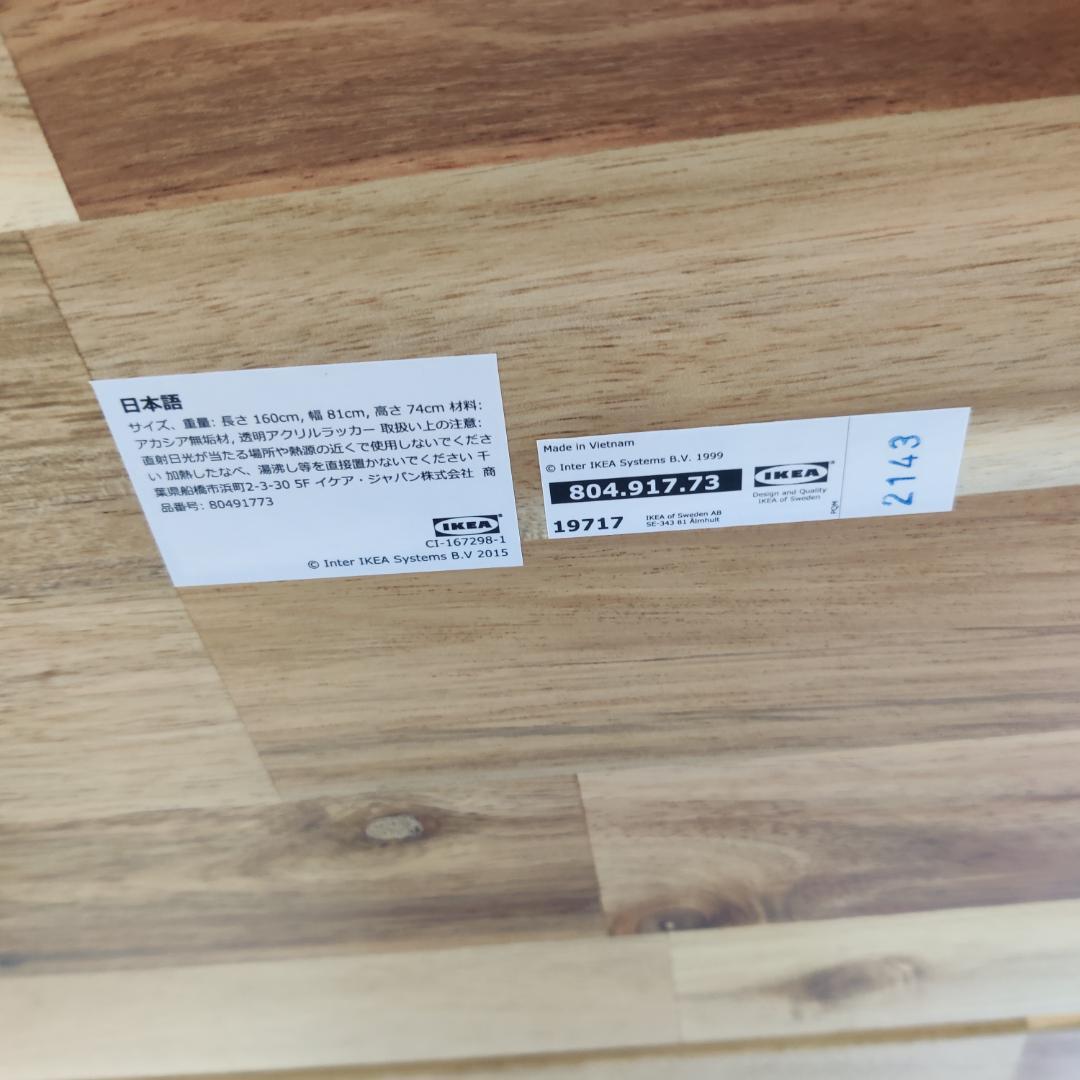 日本語
サイズ、重量: 長さ 160cm, 幅 81cm, 高さ 74cm 材料:
アカシア無垢材, 透明アクリルラッカー 取扱い上の注意:
直射日光が当たる場所や熱源の近くで使用しないでくださ
い 加熱したなべ、湯沸し等を直接置かないでください 千
葉県船橋市浜町2-3-30 5F イケア・ジャパン株式会社 商
品番号: 80491773
IKEA
CI-167298-1
© Inter IKEA Systems B.V 2015
Made in Vietnam
© Inter IKEA Systems B.V. 1999
804.917.73
19717
IKEA of Sweden AB
SE-343 81 Älmhult
IKEA
Design and Quality
IKEA of Sweden
PQM
2143